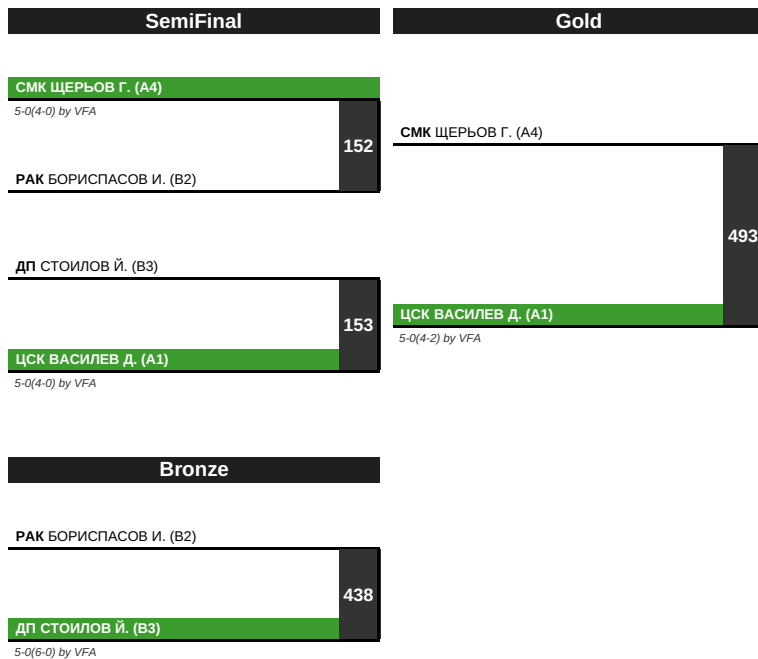 SemiFinal
СМК ЩЕРЬОВ Г. (A4)
5-0(4-0) by VFA
152
РАК БОРИСПАСОВ И. (B2)
ДП СТОИЛОВ Й. (B3)
153
ЦСК ВАСИЛЕВ Д. (A1)
5-0(4-0) by VFA
Gold
СМК ЩЕРЬОВ Г. (A4)
493
ЦСК ВАСИЛЕВ Д. (A1)
5-0(4-2) by VFA
Bronze
РАК БОРИСПАСОВ И. (B2)
438
ДП СТОИЛОВ Й. (B3)
5-0(6-0) by VFA